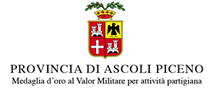 PROVINCIA DI ASCOLI PICENO
Medaglia d'oro al Valor Militare per attività partigiana